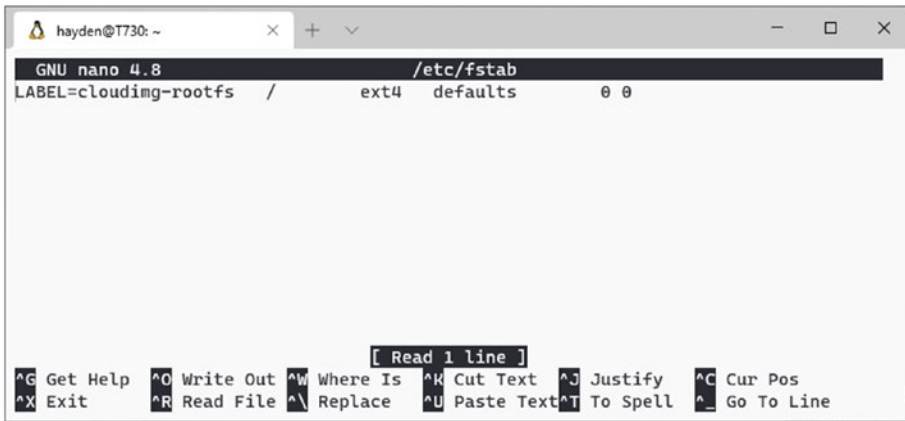 hayden@T730: ~
GNU nano 4.8 /etc/fstab
LABEL=cloudimg-rootfs / ext4 defaults 0 0
[ Read 1 line ]
^G Get Help ^O Write Out ^W Where Is ^K Cut Text ^J Justify ^C Cur Pos
^X Exit ^R Read File ^\ Replace ^U Paste Text ^T To Spell ^_ Go To Line